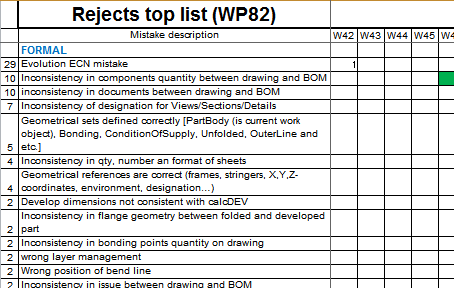 Rejects top list (WP82)
Mistake description W42 W43 W44 W45 W4
FORMAL
29 Evolution ECN mistake 1
10 Inconsistency in components quantity between drawing and BOM
10 Inconsistency in documents between drawing and BOM
7 Inconsistency of designation for Views/Sections/Details
Geometrical sets defined correctly [PartBody (is current work
object), Bonding, ConditionOfSupply, Unfolded, OuterLine and
5 etc.]
4 Inconsistency in qty, number an format of sheets
Geometrical references are correct (frames, stringers, X,Y,Z-
4 coordinates, environment, designation...)
2 Develop dimensions not consistent with calcDEV
Inconsistency in flange geometry between folded and developed
2 part
2 Inconsistency in bonding points quantity on drawing
2 wrong layer management
2 Wrong position of bend line
2 Inconsistency in issue between drawing and BOM